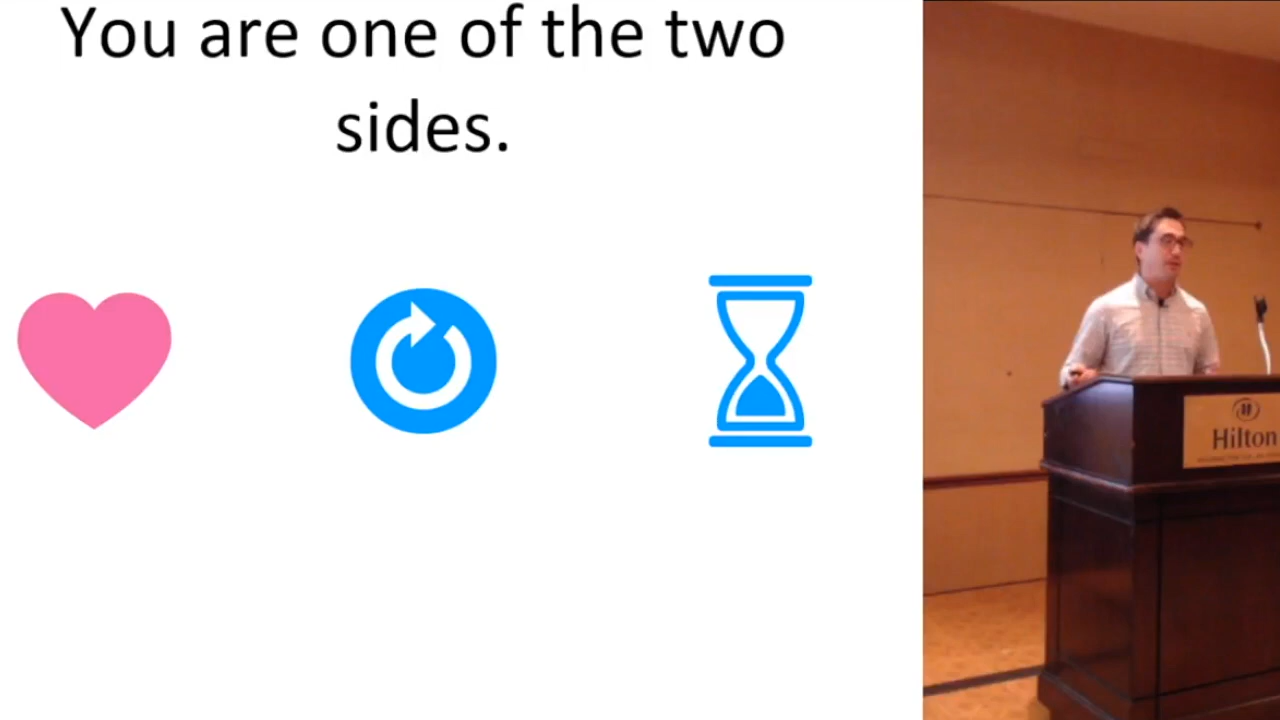 You are one of the two
sides.
Hilton